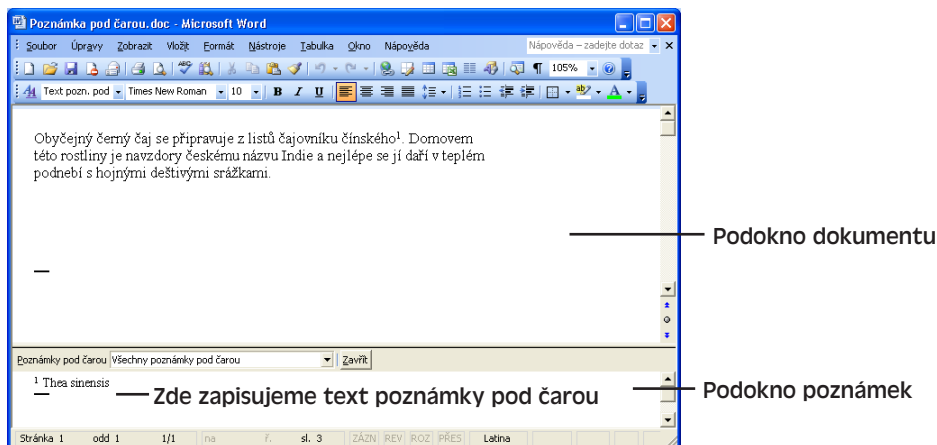 Poznámka pod čarou.doc - Microsoft Word
Soubor Úpravy Zobrazit Vložit Formát Nástroje Tabulka Okno Nápověda Nápověda – zadejte dotaz
105%
Text pozn. pod Times New Roman 10 B I U
Obyčejný černý čaj se připravuje z listů čajovníku čínského¹. Domovem
této rostliny je navzdory českému názvu Indie a nejlépe se jí daří v teplém
podnebí s hojnými deštivými srážkami.
Podokno dokumentu
Poznámky pod čarou Všechny poznámky pod čarou Zavřít
¹ Thea sinensis
Zde zapisujeme text poznámky pod čarou
Podokno poznámek
Stránka 1 odd 1 1/1 na ř. sl. 3 ZÁZN REV ROZ PŘES Latina